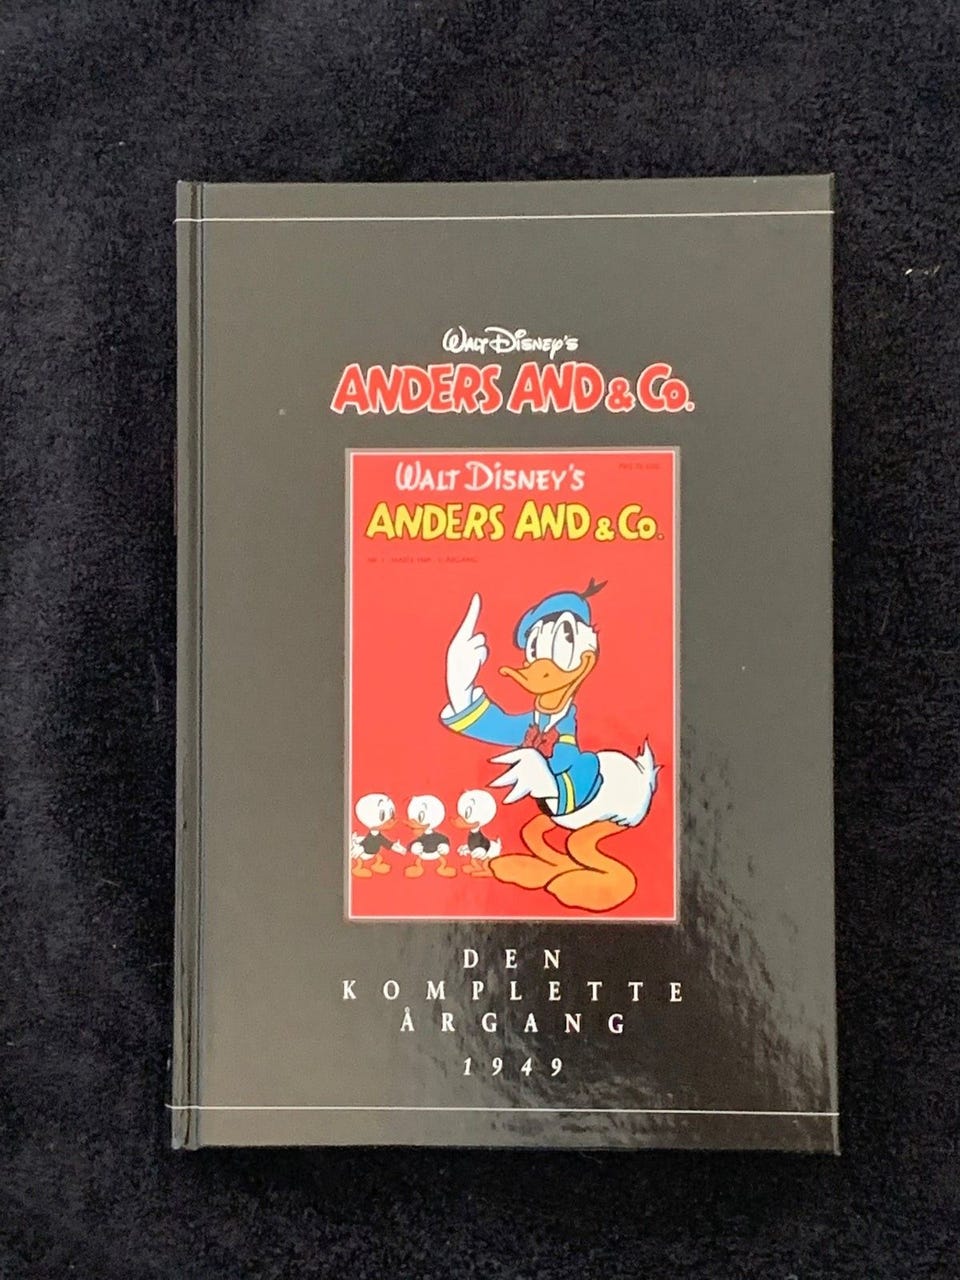 Walt Disney's
ANDERS AND & Co.
WALT DISNEY'S
ANDERS AND & Co.
DEN
KOMPLETTE
ÅRGANG
1949